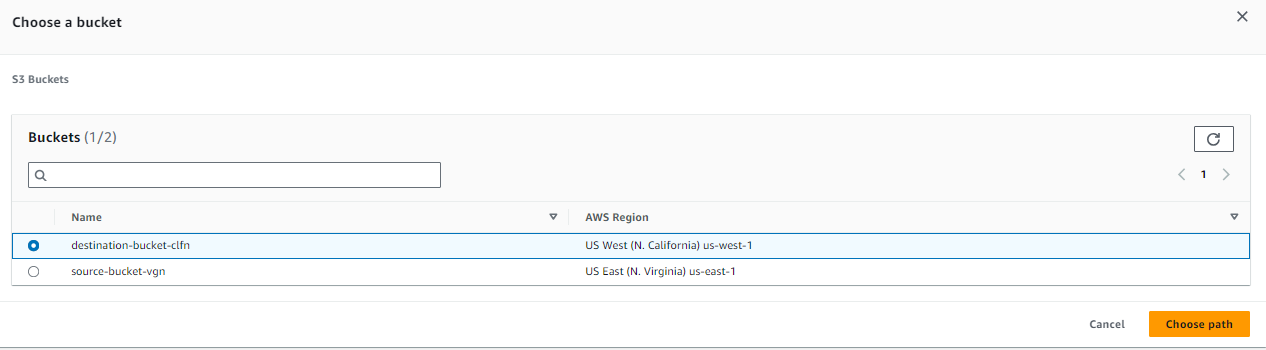 Choose a bucket
S3 Buckets
Buckets (1/2)
1
Name AWS Region
destination-bucket-clfn US West (N. California) us-west-1
source-bucket-vgn US East (N. Virginia) us-east-1
Cancel Choose path